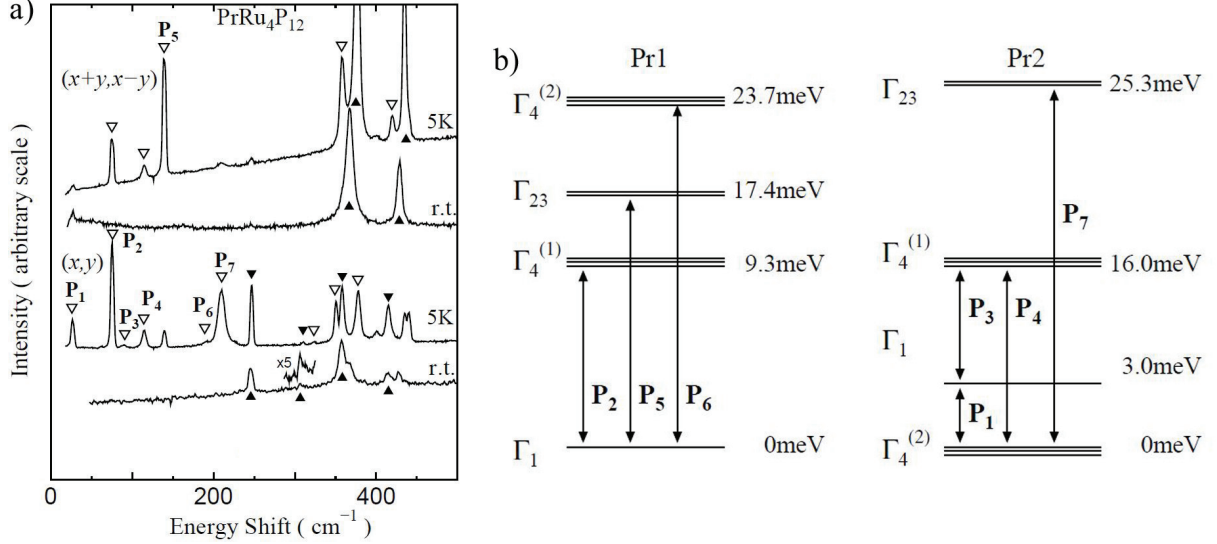 a)
PrRu₄P₁₂
P₅
(x+y,x−y)
5K
r.t.
(x,y)
P₂
P₁
P₃
P₄
P₆
P₇
5K
x5
r.t.
Intensity ( arbitrary scale )
0
200
400
Energy Shift ( cm⁻¹ )
b)
Pr1
Γ₄⁽²⁾
23.7meV
Γ₂₃
17.4meV
Γ₄⁽¹⁾
9.3meV
P₂
P₅
P₆
Γ₁
0meV
Pr2
Γ₂₃
25.3meV
P₇
Γ₄⁽¹⁾
16.0meV
P₃
P₄
Γ₁
3.0meV
P₁
Γ₄⁽²⁾
0meV